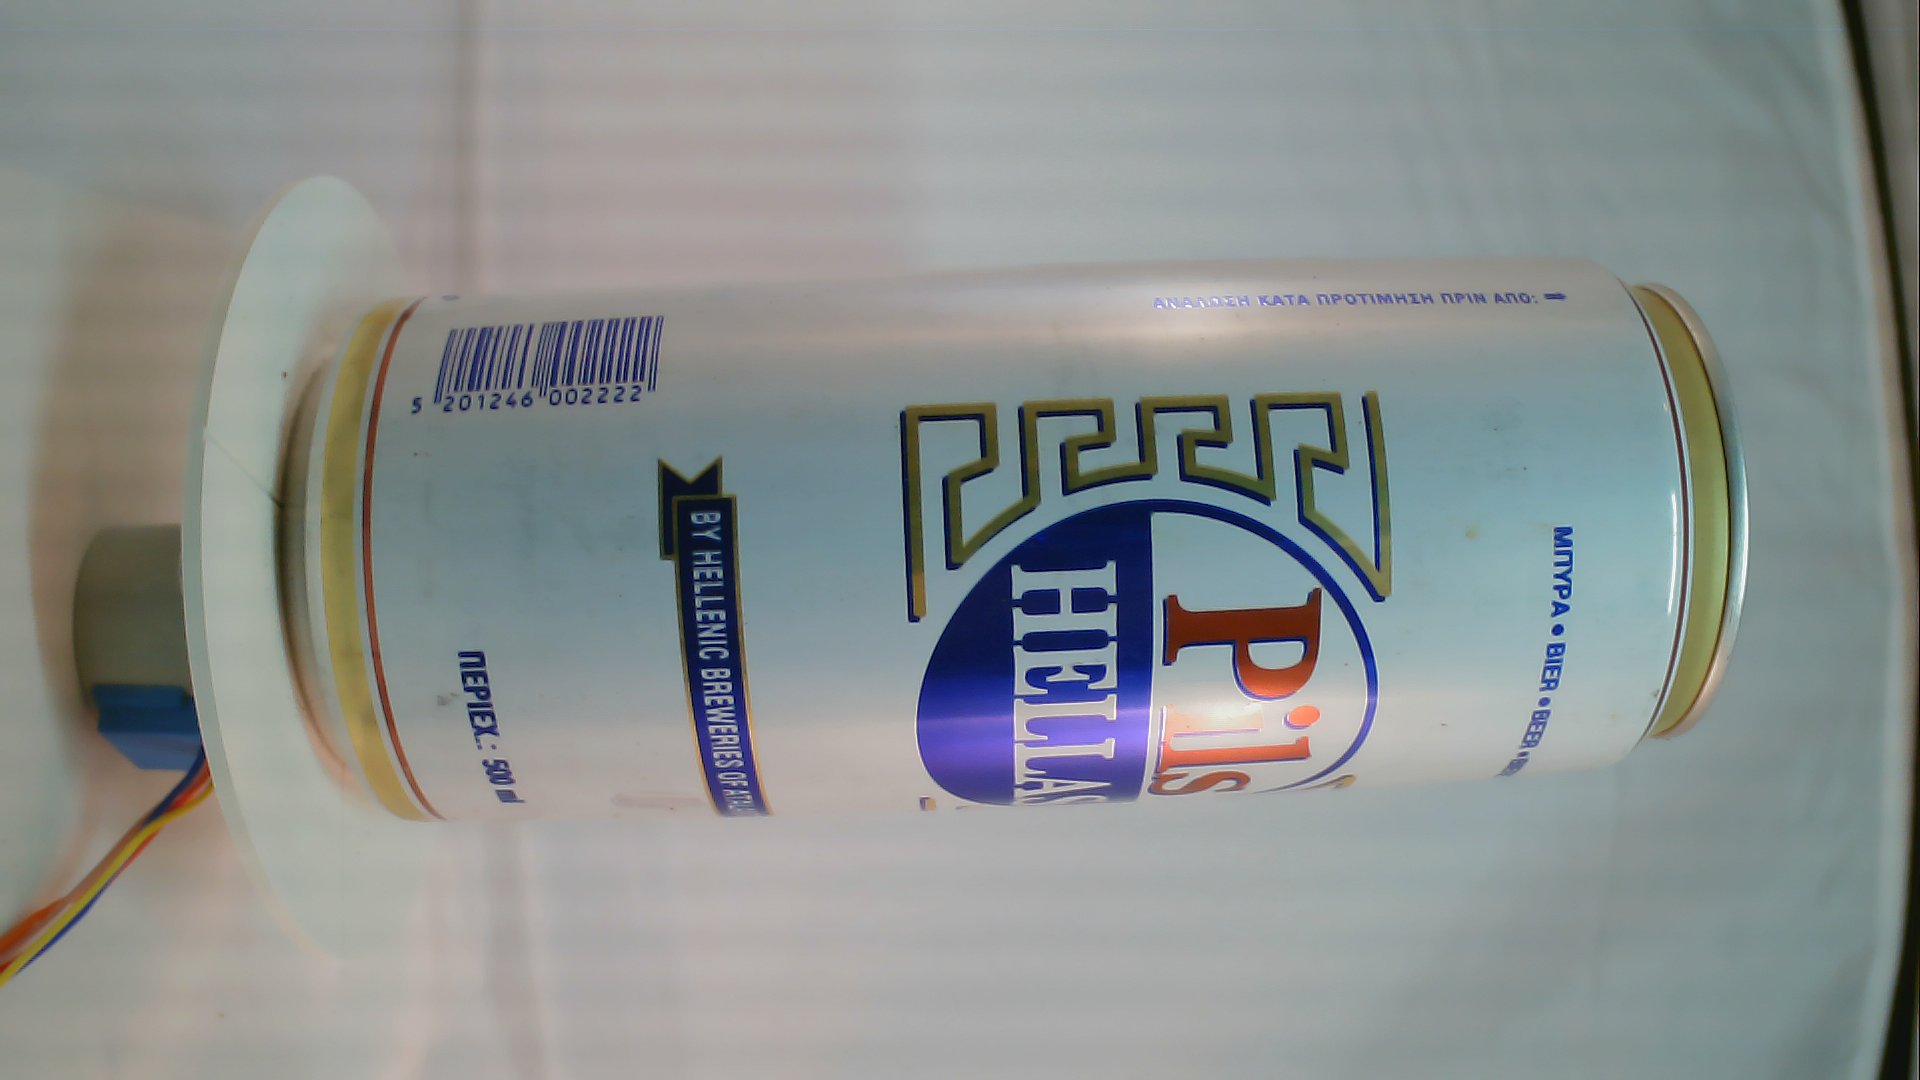 ΜΠΥΡΑ • BIER • BEER •
Pils
HELLAS
BY HELLENIC BREWERIES OF
ΠΕΡΙΕΧ.: 500 ml
ΑΝΑΛΩΣΗ ΚΑΤΑ ΠΡΟΤΙΜΗΣΗ ΠΡΙΝ ΑΠΟ:
5 201246 002222